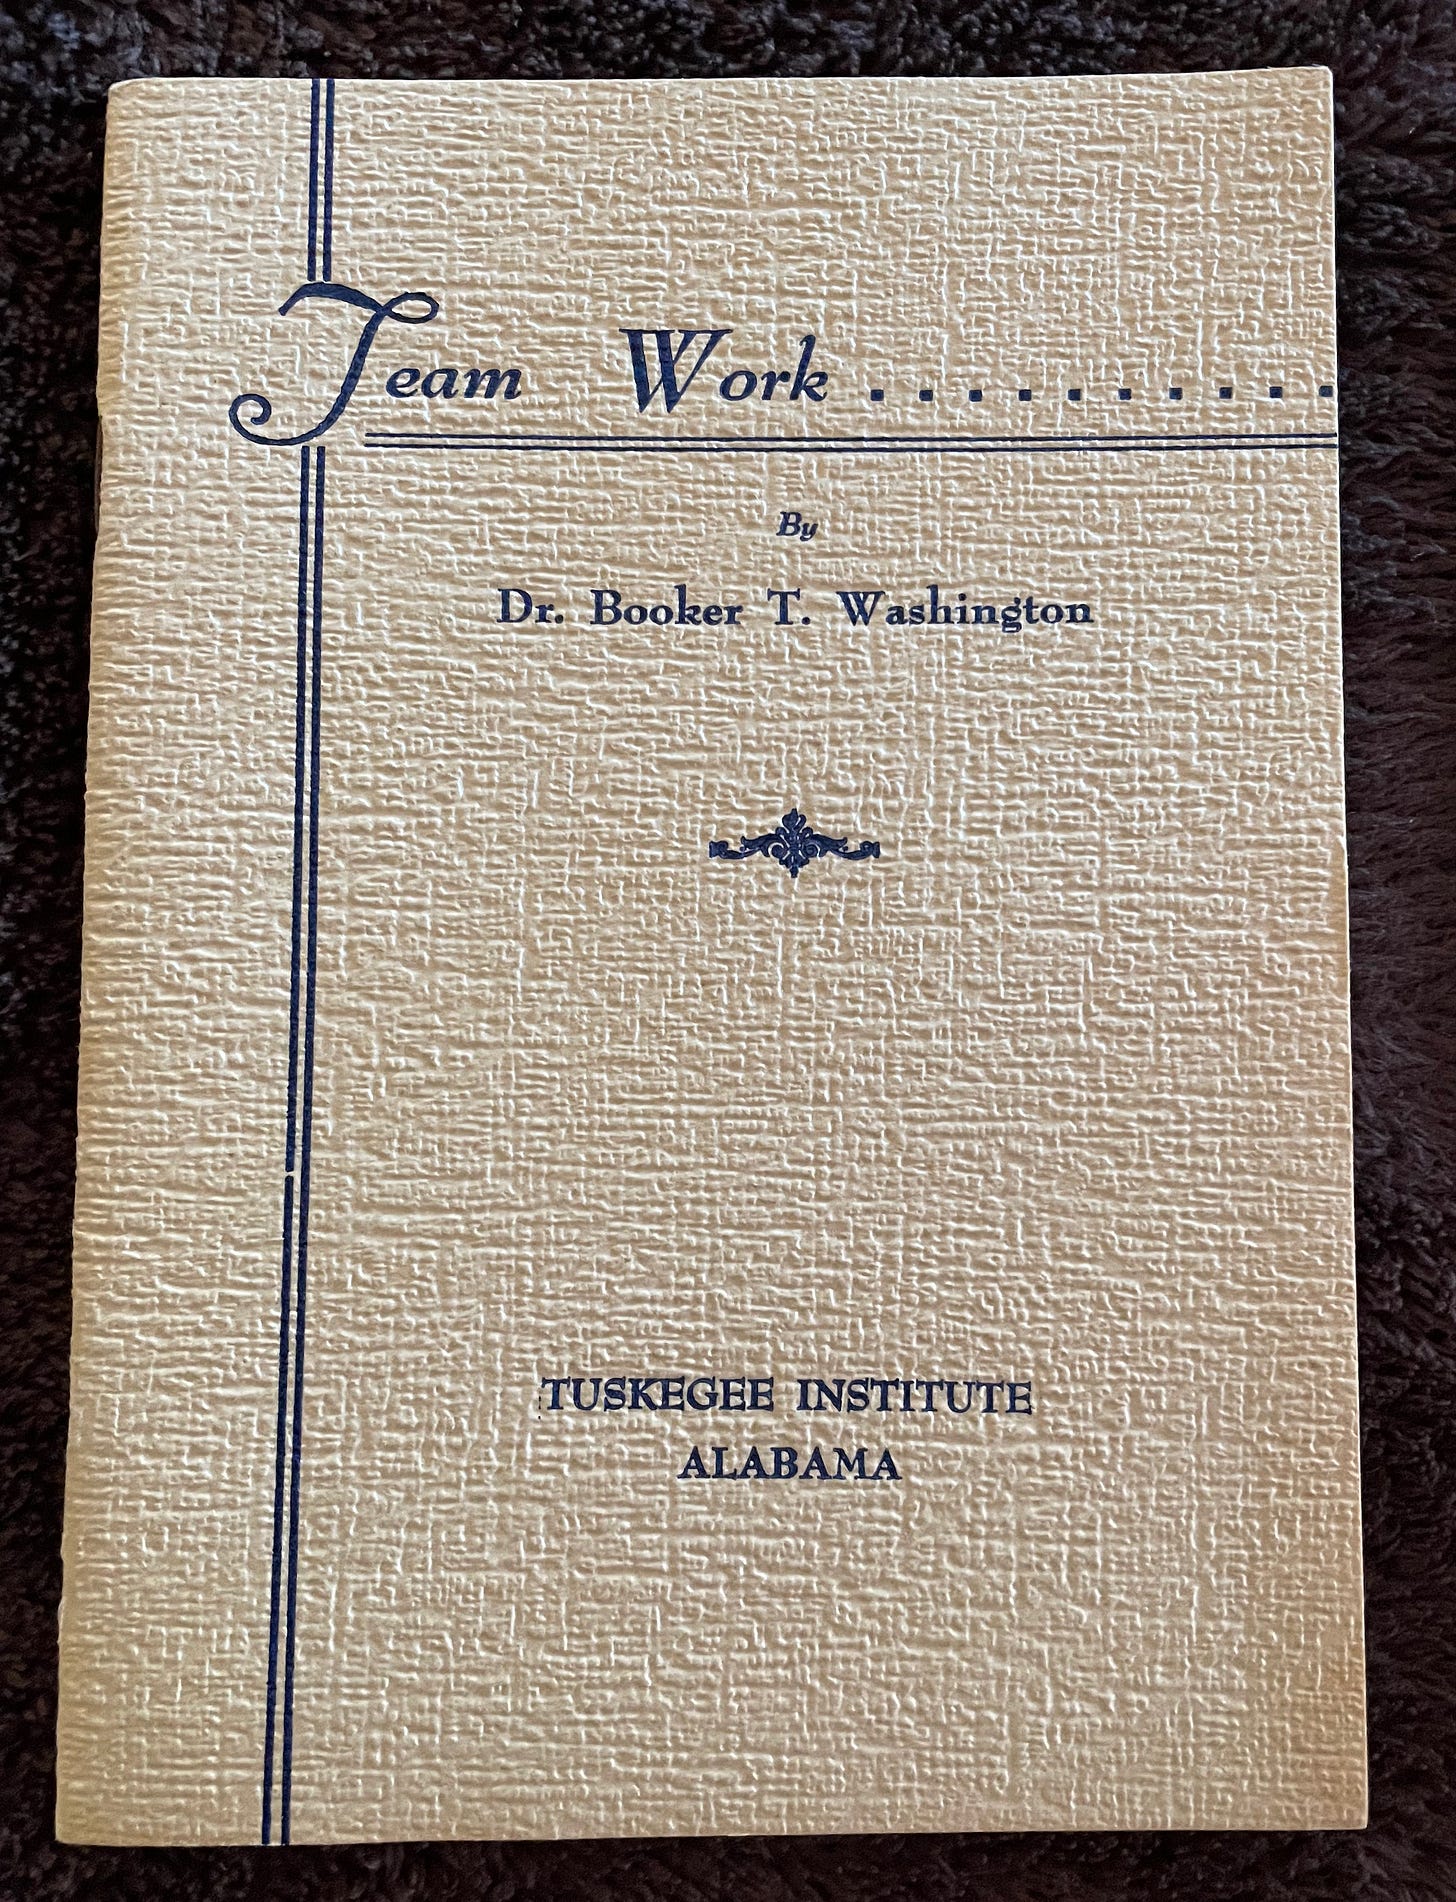 Team Work ..........
By
Dr. Booker T. Washington
TUSKEGEE INSTITUTE
ALABAMA